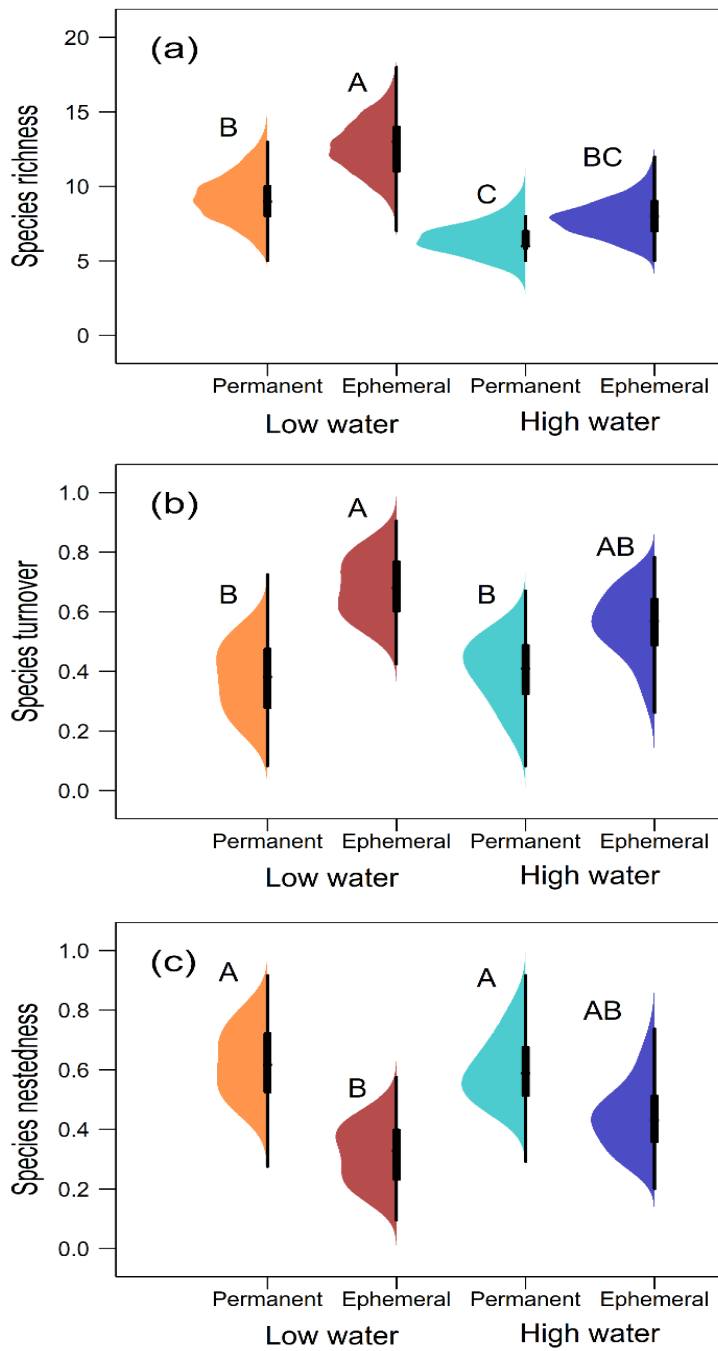 (a)
Species richness
20
15
10
5
0
B
A
C
BC
Permanent Ephemeral Permanent Ephemeral
Low water High water
(b)
Species turnover
1.0
0.8
0.6
0.4
0.2
0.0
B
A
B
AB
Permanent Ephemeral Permanent Ephemeral
Low water High water
(c)
Species nestedness
1.0
0.8
0.6
0.4
0.2
0.0
A
B
A
AB
Permanent Ephemeral Permanent Ephemeral
Low water High water